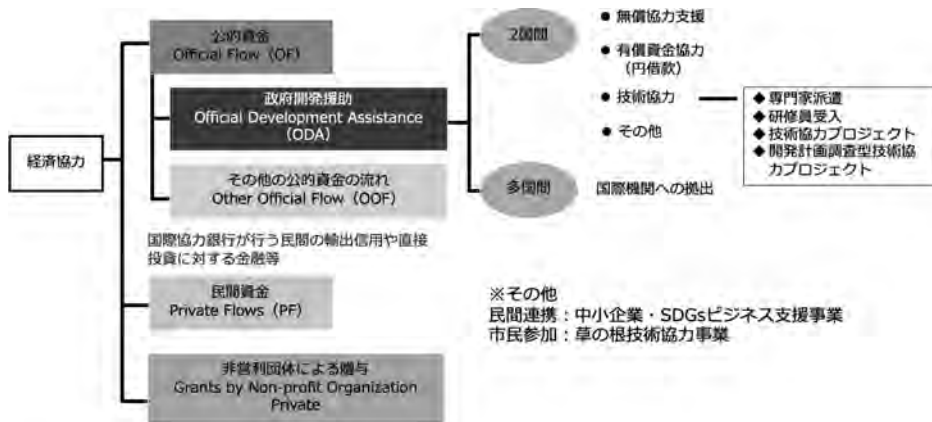 経済協力
公的資金
Official Flow（OF）
政府開発援助
Official Development Assistance
（ODA）
その他の公的資金の流れ
Other Official Flow（OOF）
国際協力銀行が行う民間の輸出信用や直接
投資に対する金融等
民間資金
Private Flows（PF）
非営利団体による贈与
Grants by Non-profit Organization
Private
2国間
● 無償協力支援
● 有償資金協力
（円借款）
● 技術協力
● その他
◆専門家派遣
◆研修員受入
◆技術協力プロジェクト
◆開発計画調査型技術協
力プロジェクト
多国間
国際機関への拠出
※その他
民間連携：中小企業・SDGsビジネス支援事業
市民参加：草の根技術協力事業